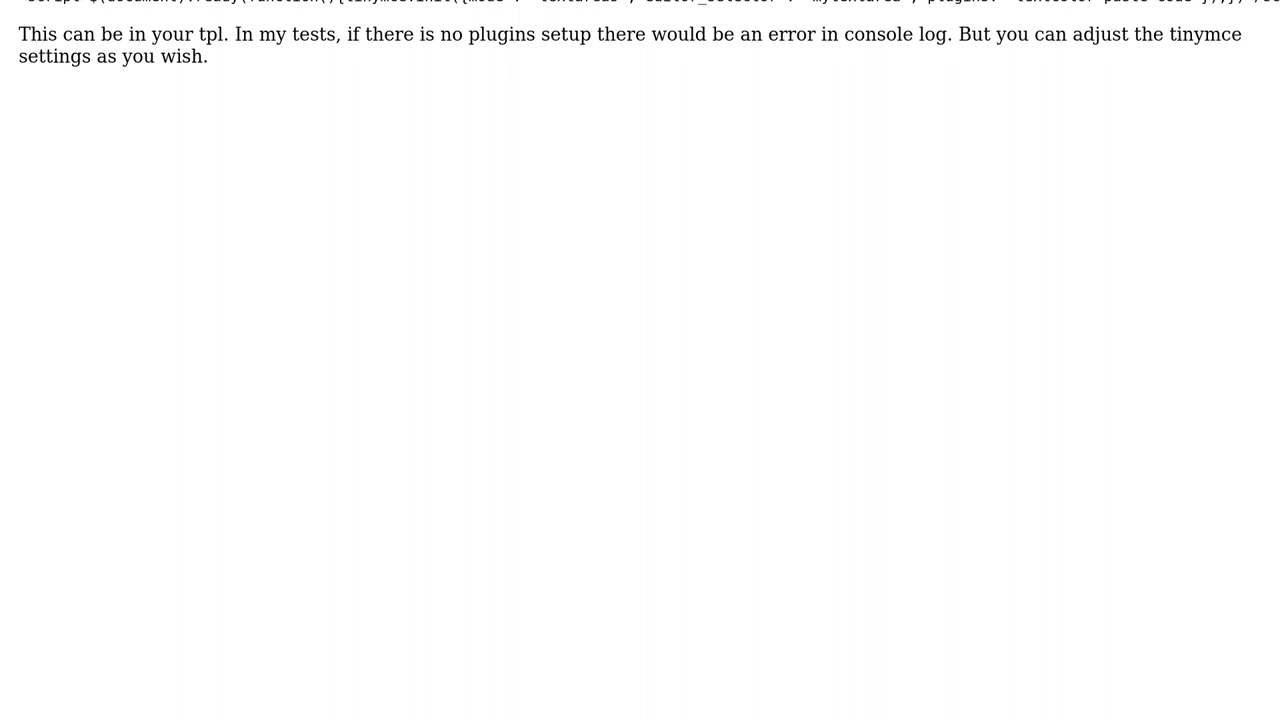 This can be in your tpl. In my tests, if there is no plugins setup there would be an error in console log. But you can adjust the tinymce
settings as you wish.